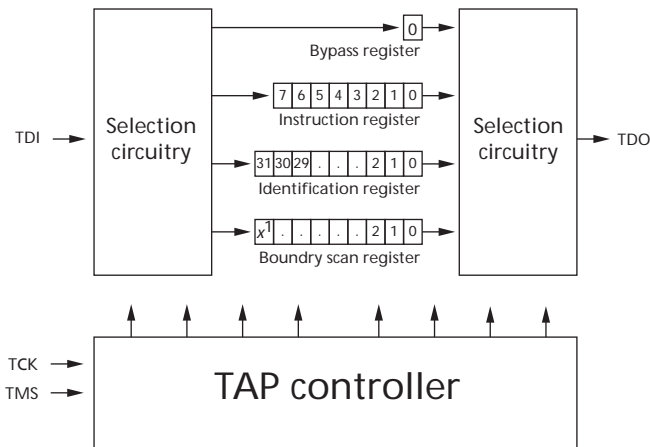 0
Bypass register
7 6 5 4 3 2 1 0
Instruction register
TDI
Selection
circuitry
Selection
circuitry
TDO
31 30 29 . . . 2 1 0
Identification register
x1 . . . . . 2 1 0
Boundry scan register
TCK
TMS
TAP controller